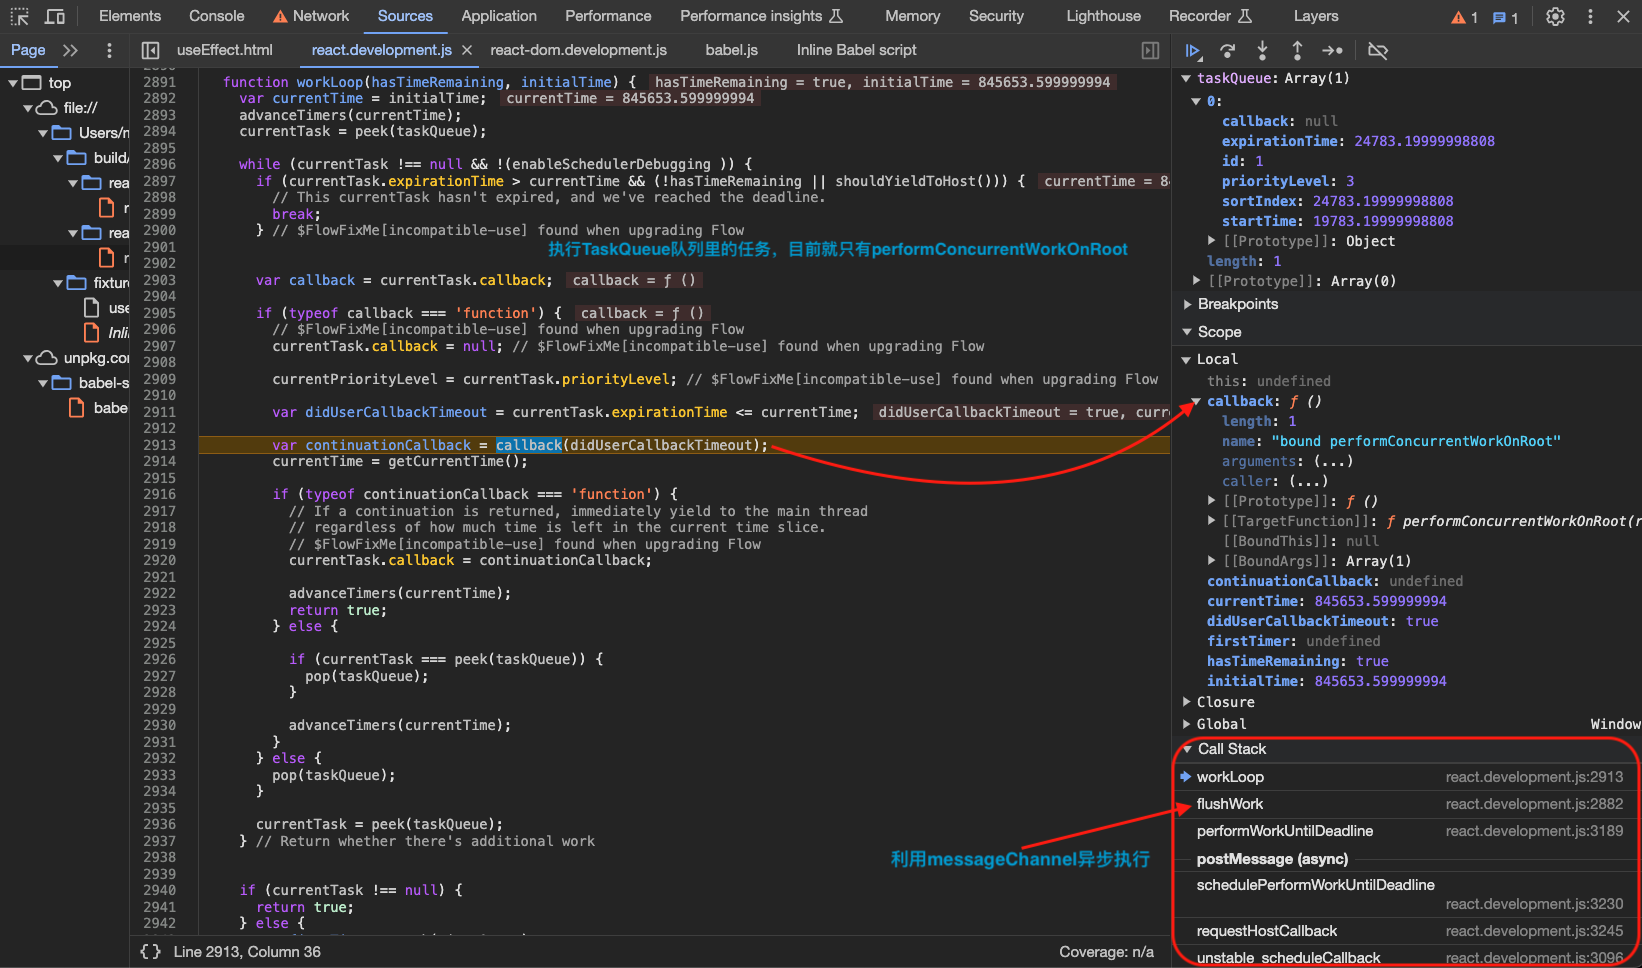 Elements Console Network Sources Application Performance Performance insights Memory Security Lighthouse Recorder Layers 1 1
Page useEffect.html react.development.js react-dom.development.js babel.js Inline Babel script
top
file://
Users/n
build/
rea
r
rea
r
fixture
use
Inli
unpkg.co
babel-s
babe
2891 function workLoop(hasTimeRemaining, initialTime) { hasTimeRemaining = true, initialTime = 845653.599999994
2892 var currentTime = initialTime; currentTime = 845653.599999994
2893 advanceTimers(currentTime);
2894 currentTask = peek(taskQueue);
2895
2896 while (currentTask !== null && !(enableSchedulerDebugging )) {
2897 if (currentTask.expirationTime > currentTime && (!hasTimeRemaining || shouldYieldToHost())) { currentTime = 84
2898 // This currentTask hasn't expired, and we've reached the deadline.
2899 break;
2900 } // $FlowFixMe[incompatible-use] found when upgrading Flow
2901 执行TaskQueue队列里的任务，目前就只有performConcurrentWorkOnRoot
2902
2903 var callback = currentTask.callback; callback = ƒ ()
2904
2905 if (typeof callback === 'function') { callback = ƒ ()
2906 // $FlowFixMe[incompatible-use] found when upgrading Flow
2907 currentTask.callback = null; // $FlowFixMe[incompatible-use] found when upgrading Flow
2908
2909 currentPriorityLevel = currentTask.priorityLevel; // $FlowFixMe[incompatible-use] found when upgrading Flow
2910
2911 var didUserCallbackTimeout = currentTask.expirationTime <= currentTime; didUserCallbackTimeout = true, curre
2912
2913 var continuationCallback = callback(didUserCallbackTimeout);
2914 currentTime = getCurrentTime();
2915
2916 if (typeof continuationCallback === 'function') {
2917 // If a continuation is returned, immediately yield to the main thread
2918 // regardless of how much time is left in the current time slice.
2919 // $FlowFixMe[incompatible-use] found when upgrading Flow
2920 currentTask.callback = continuationCallback;
2921
2922 advanceTimers(currentTime);
2923 return true;
2924 } else {
2925
2926 if (currentTask === peek(taskQueue)) {
2927 pop(taskQueue);
2928 }
2929
2930 advanceTimers(currentTime);
2931 }
2932 } else {
2933 pop(taskQueue);
2934 }
2935
2936 currentTask = peek(taskQueue);
2937 } // Return whether there's additional work
2938 利用messageChannel异步执行
2939
2940 if (currentTask !== null) {
2941 return true;
2942 } else {
{} Line 2913, Column 36 Coverage: n/a
taskQueue: Array(1)
0:
callback: null
expirationTime: 24783.19999998808
id: 1
priorityLevel: 3
sortIndex: 24783.19999998808
startTime: 19783.19999998808
[[Prototype]]: Object
length: 1
[[Prototype]]: Array(0)
Breakpoints
Scope
Local
this: undefined
callback: ƒ ()
length: 1
name: "bound performConcurrentWorkOnRoot"
arguments: (...)
caller: (...)
[[Prototype]]: ƒ ()
[[TargetFunction]]: ƒ performConcurrentWorkOnRoot(r
[[BoundThis]]: null
[[BoundArgs]]: Array(1)
continuationCallback: undefined
currentTime: 845653.599999994
didUserCallbackTimeout: true
firstTimer: undefined
hasTimeRemaining: true
initialTime: 845653.599999994
Closure
Global Window
Call Stack
workLoop react.development.js:2913
flushWork react.development.js:2882
performWorkUntilDeadline react.development.js:3189
postMessage (async)
schedulePerformWorkUntilDeadline
react.development.js:3230
requestHostCallback react.development.js:3245
unstable_scheduleCallback react.development.js:3096